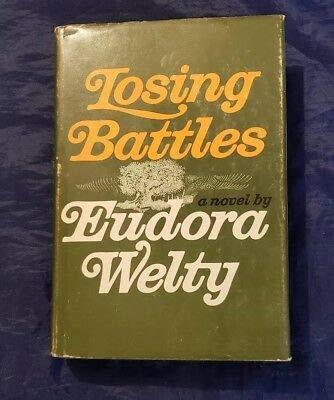 Losing
Battles
a novel by
Eudora
Welty